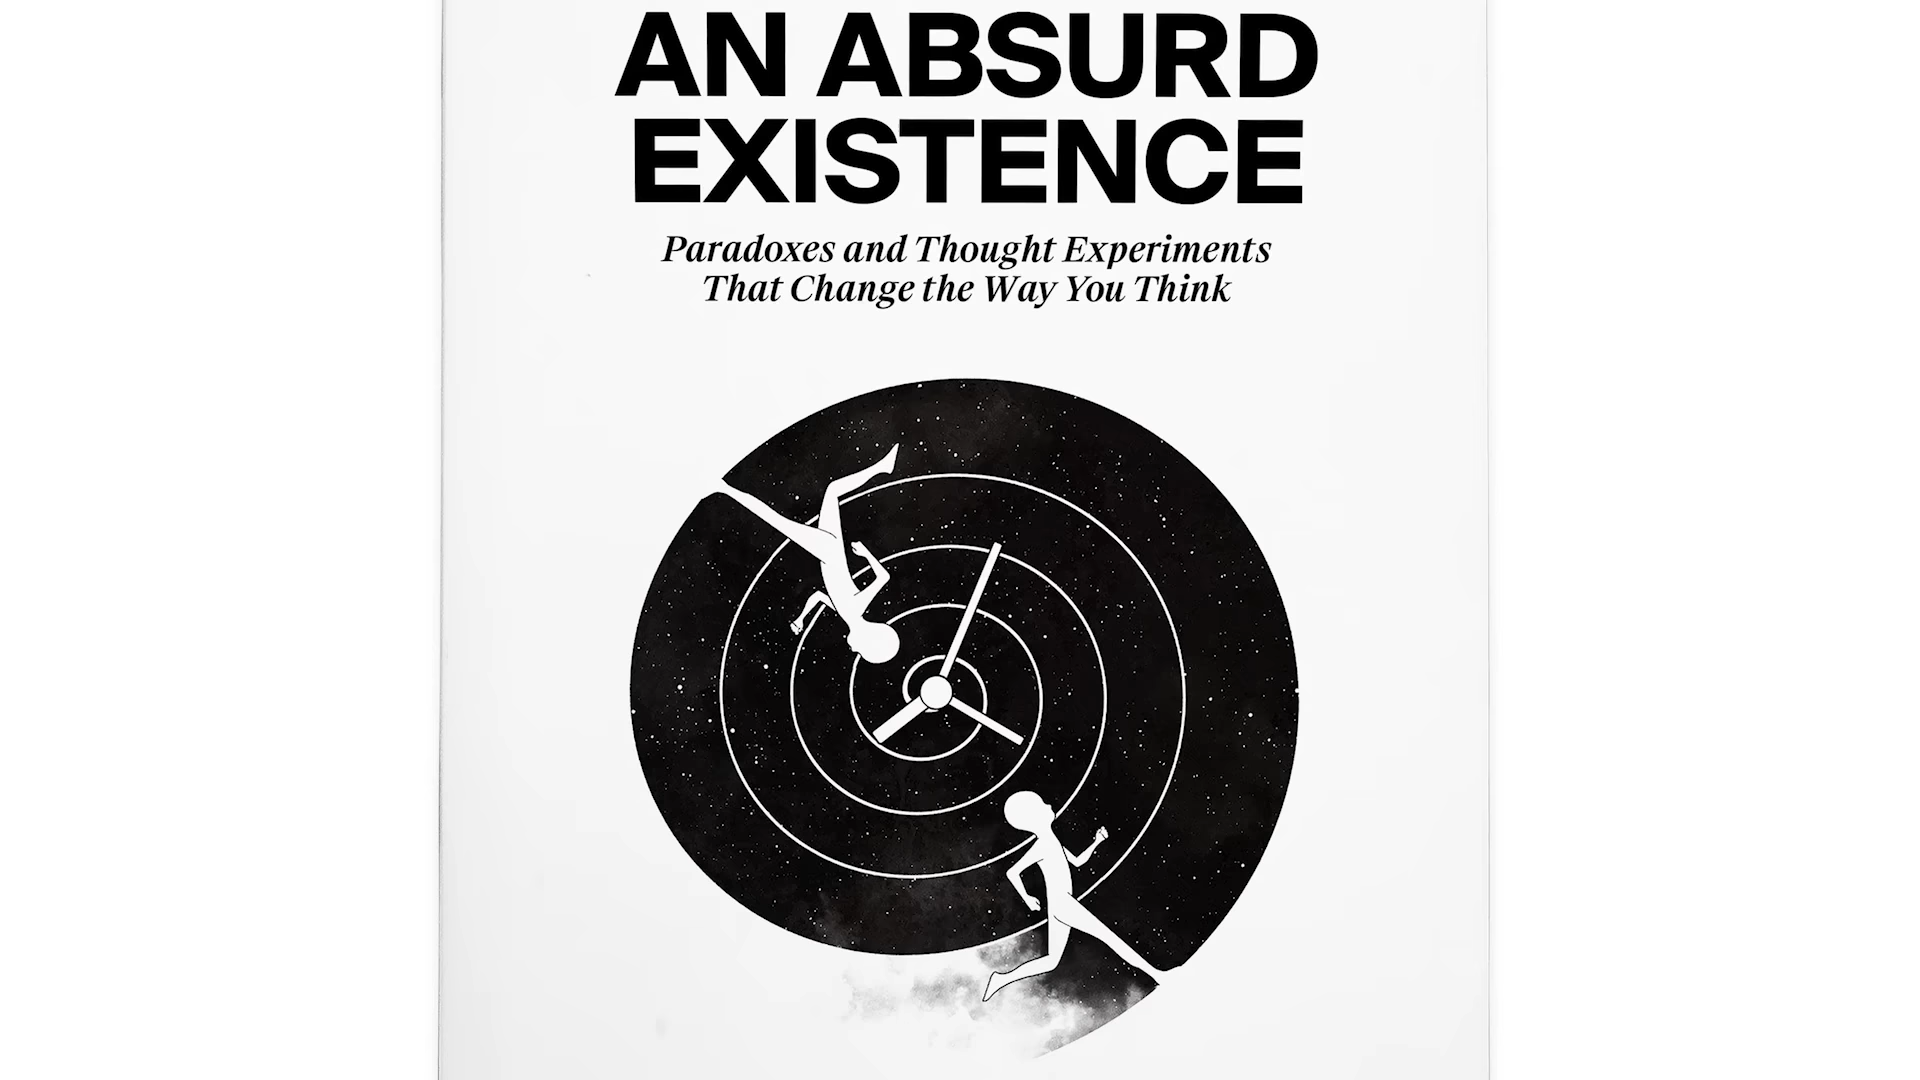 AN ABSURD
EXISTENCE
Paradoxes and Thought Experiments
That Change the Way You Think